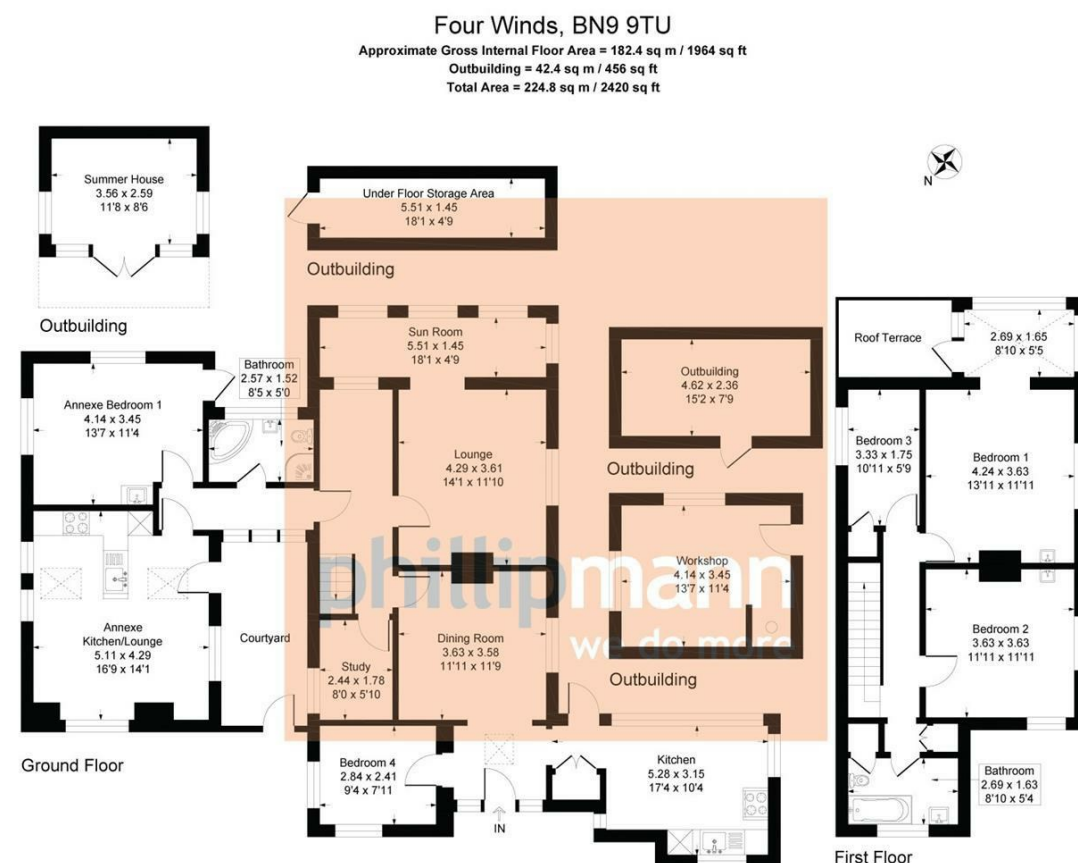 Four Winds, BN9 9TU
Approximate Gross Internal Floor Area = 182.4 sq m / 1964 sq ft
Outbuilding = 42.4 sq m / 456 sq ft
Total Area = 224.8 sq m / 2420 sq ft
N
Summer House
3.56 x 2.59
11'8 x 8'6
Outbuilding
Under Floor Storage Area
5.51 x 1.45
18'1 x 4'9
Outbuilding
Sun Room
5.51 x 1.45
18'1 x 4'9
Bathroom
2.57 x 1.52
8'5 x 5'0
Annexe Bedroom 1
4.14 x 3.45
13'7 x 11'4
Lounge
4.29 x 3.61
14'1 x 11'10
Outbuilding
4.62 x 2.36
15'2 x 7'9
Outbuilding
Workshop
4.14 x 3.45
13'7 x 11'4
Outbuilding
phillipmann
we do more
Annexe
Kitchen/Lounge
5.11 x 4.29
16'9 x 14'1
Courtyard
Study
2.44 x 1.78
8'0 x 5'10
Dining Room
3.63 x 3.58
11'11 x 11'9
Bedroom 4
2.84 x 2.41
9'4 x 7'11
IN
Kitchen
5.28 x 3.15
17'4 x 10'4
Ground Floor
Roof Terrace
2.69 x 1.65
8'10 x 5'5
Bedroom 3
3.33 x 1.75
10'11 x 5'9
Bedroom 1
4.24 x 3.63
13'11 x 11'11
Bedroom 2
3.63 x 3.63
11'11 x 11'11
Bathroom
2.69 x 1.63
8'10 x 5'4
First Floor